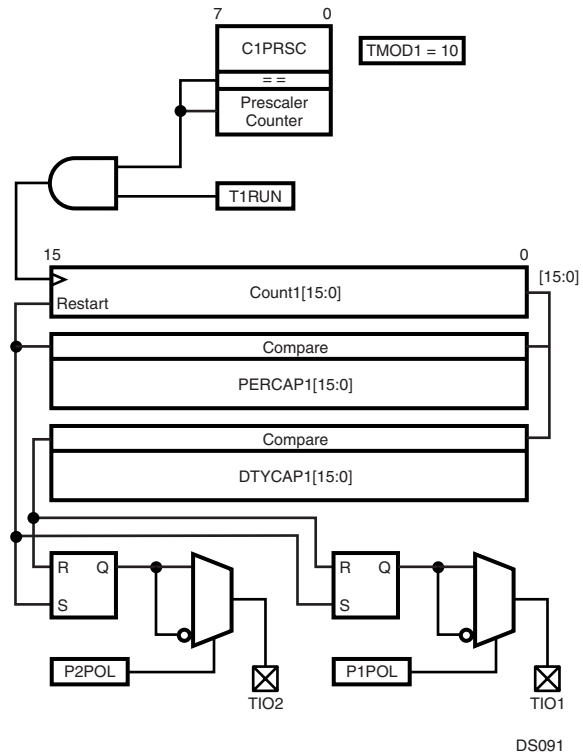 7 0
C1PRSC
TMOD1 = 10
= =
Prescaler
Counter
T1RUN
15 0
[15:0]
Count1[15:0]
Restart
Compare
PERCAP1[15:0]
Compare
DTYCAP1[15:0]
R Q R Q
S S
P2POL P1POL
TIO2 TIO1
DS091